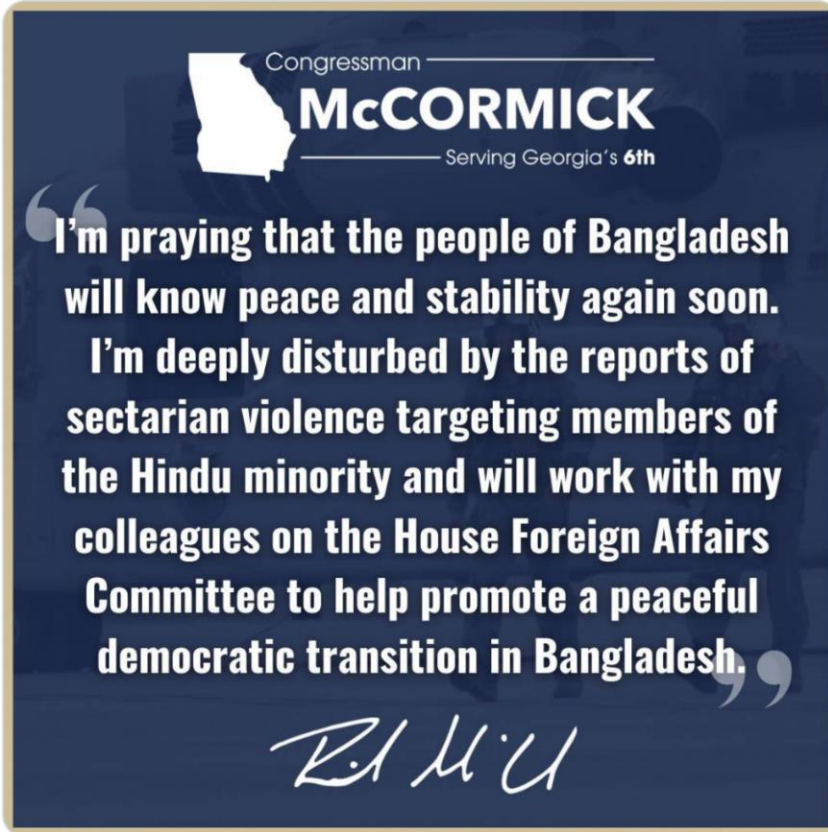 Congressman
McCORMICK
Serving Georgia's 6th
“I'm praying that the people of Bangladesh
will know peace and stability again soon.
I'm deeply disturbed by the reports of
sectarian violence targeting members of
the Hindu minority and will work with my
colleagues on the House Foreign Affairs
Committee to help promote a peaceful
democratic transition in Bangladesh.”